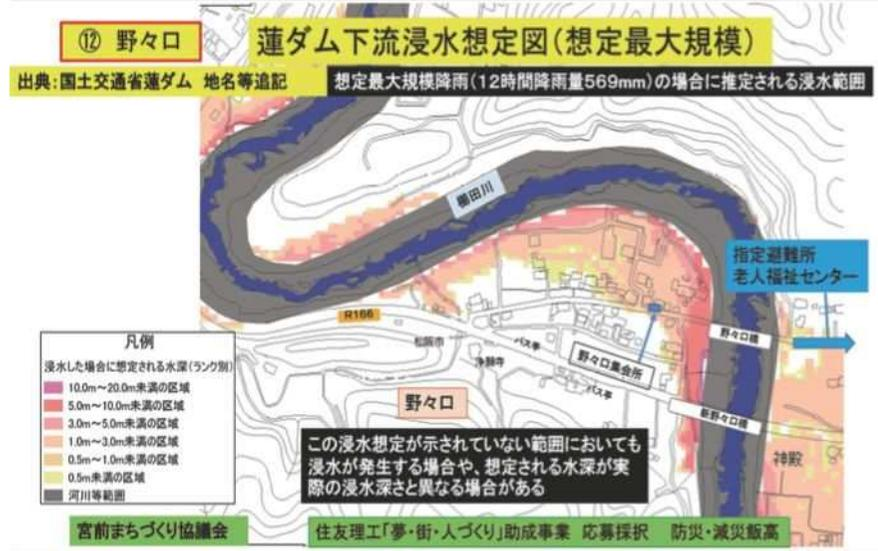 ⑫ 野々口
蓮ダム下流浸水想定図(想定最大規模)
出典:国土交通省蓮ダム 地名等追記
想定最大規模降雨(12時間降雨量569mm)の場合に推定される浸水範囲
櫛田川
指定避難所
老人福祉センター
R166
松阪市
バス亭
浄願寺
野々口集会所
野々口橋
バス亭
新野々口橋
野々口
神殿
凡例
浸水した場合に想定される水深(ランク別)
10.0m~20.0m未満の区域
5.0m~10.0m未満の区域
3.0m~5.0m未満の区域
1.0m~3.0m未満の区域
0.5m~1.0m未満の区域
0.5m未満の区域
河川等範囲
この浸水想定が示されていない範囲においても
浸水が発生する場合や、想定される水深が実
際の浸水深さと異なる場合がある
宮前まちづくり協議会
住友理工「夢・街・人づくり」助成事業 応募採択 防災・減災飯高